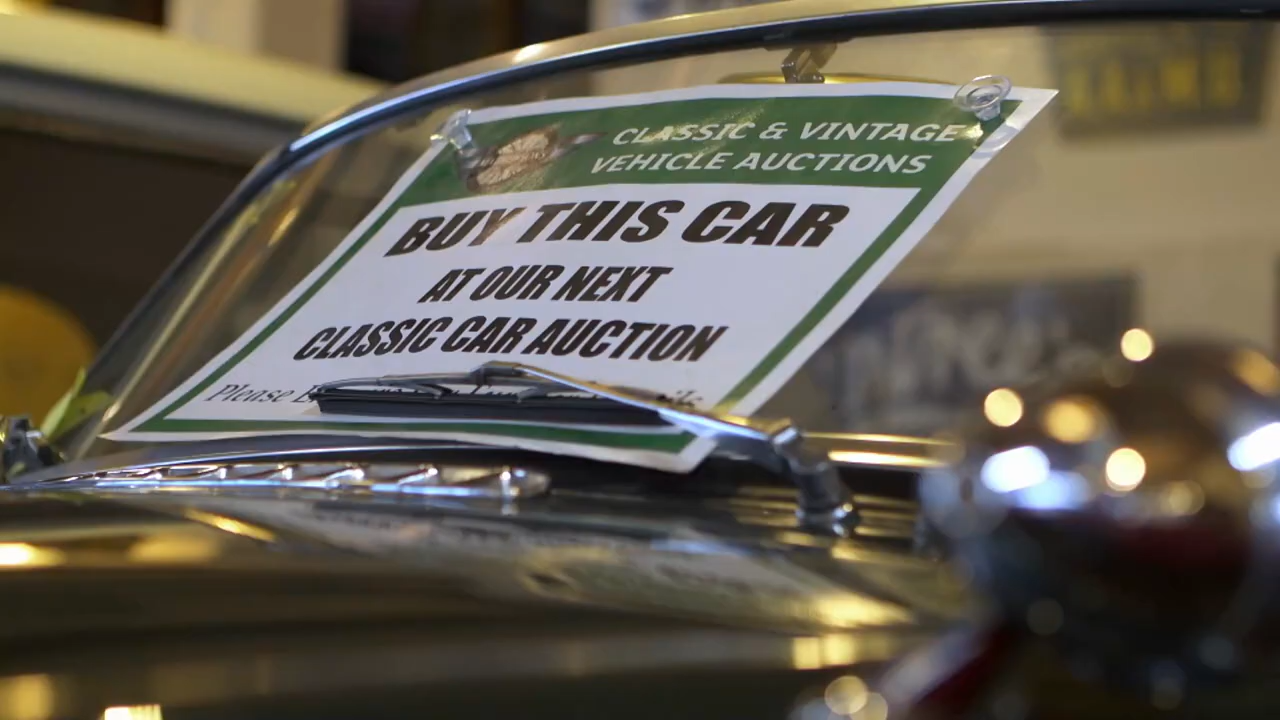 CLASSIC & VINTAGE
VEHICLE AUCTIONS
BUY THIS CAR
AT OUR NEXT
CLASSIC CAR AUCTION
Please